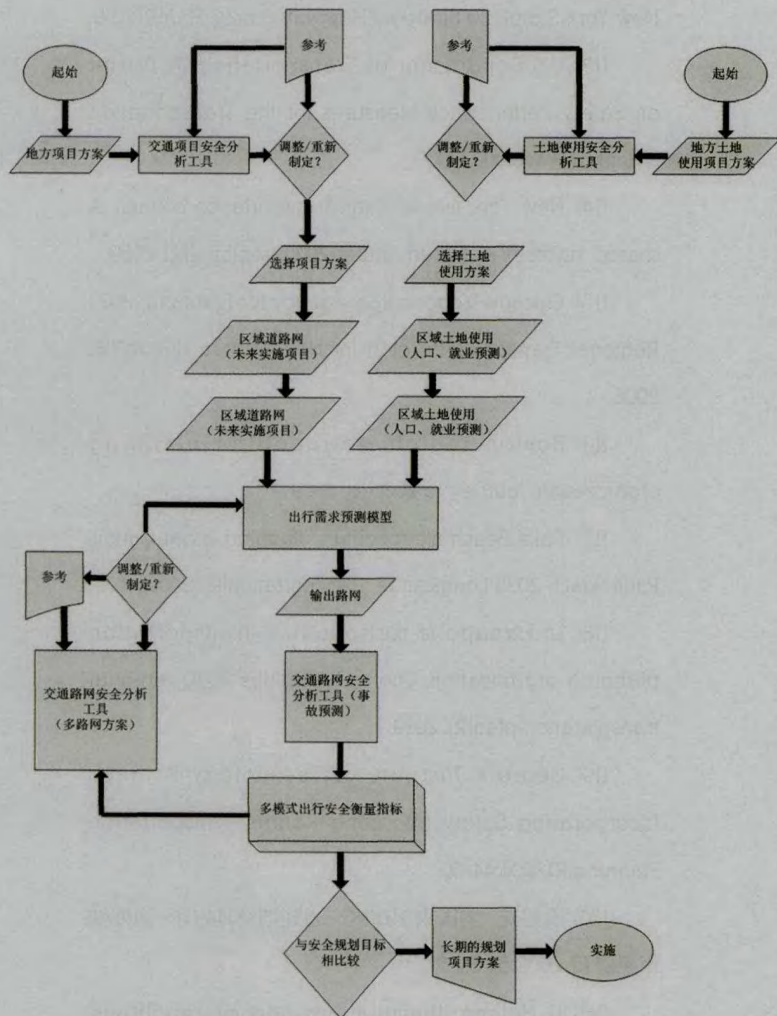 参考
参考
起始
起始
地方项目方案
交通项目安全分
析工具
调整/重新
制定?
调整/重新
制定?
土地使用安全分
析工具
地方土地
使用项目方案
选择项目方案
选择土地
使用方案
区域道路网
(未来实施项目)
区域土地使用
(人口、就业预测)
区域道路网
(未来实施项目)
区域土地使用
(人口、就业预测)
出行需求预测模型
参考
调整/重新
制定?
输出路网
交通路网安全分析
工具
(多路网方案)
交通路网安全
分析工具(事
故预测)
多模式出行安全衡量指标
与安全规划目标
相比较
长期的规划
项目方案
实施